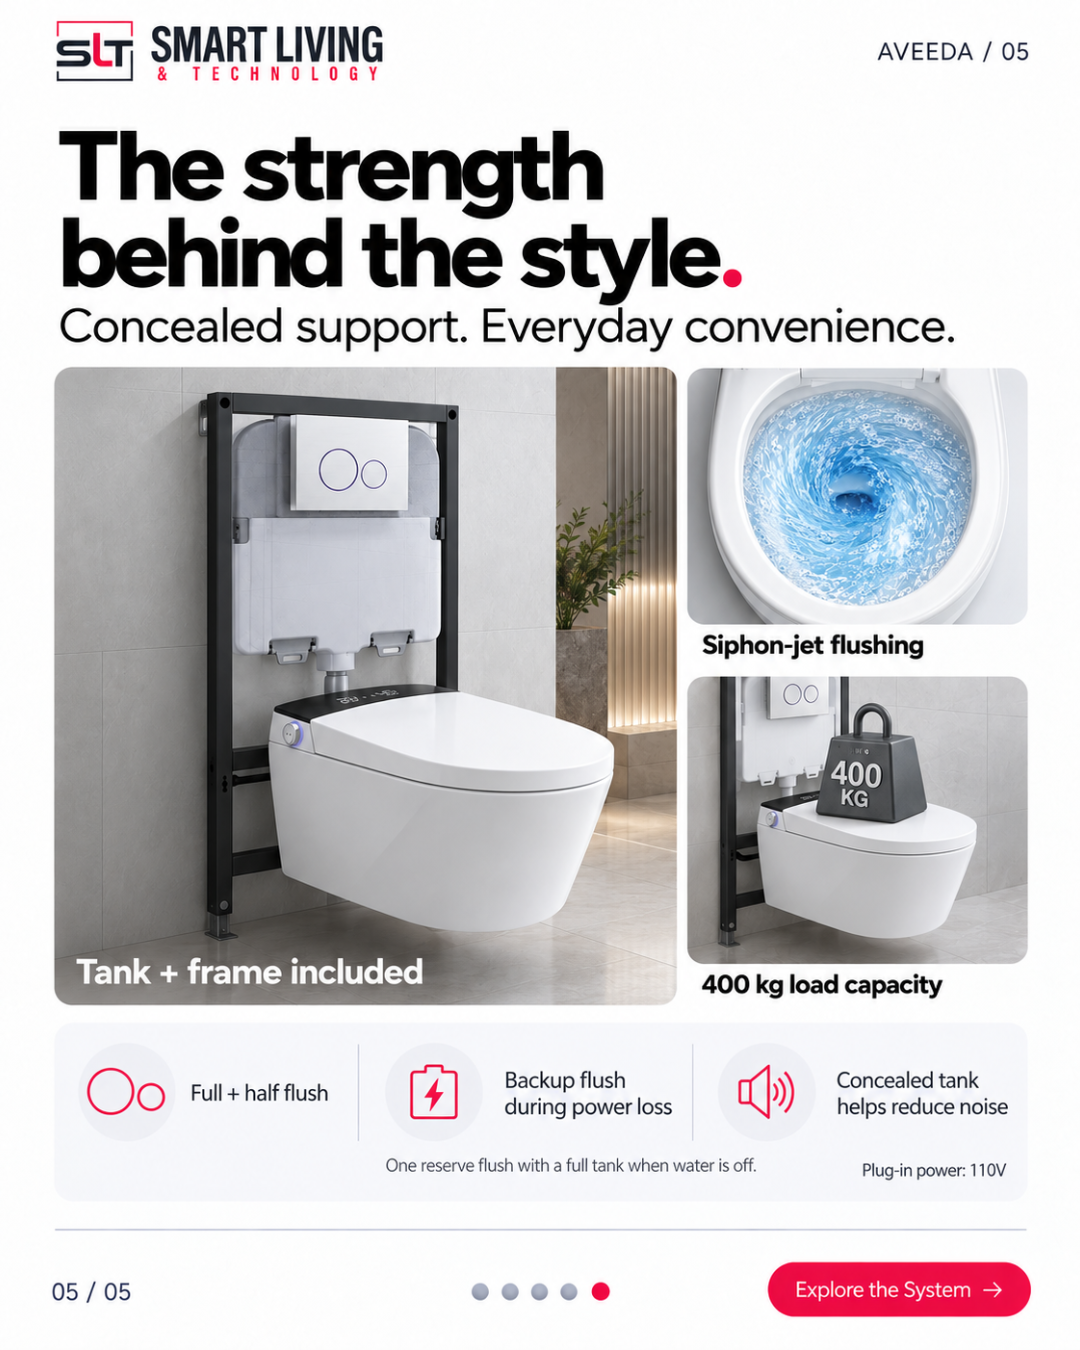 SLT SMART LIVING
& TECHNOLOGY
AVEEDA / 05
The strength
behind the style.
Concealed support. Everyday convenience.
Tank + frame included
Siphon-jet flushing
400
KG
400 kg load capacity
Full + half flush
Backup flush
during power loss
Concealed tank
helps reduce noise
One reserve flush with a full tank when water is off.
Plug-in power: 110V
05 / 05
Explore the System →